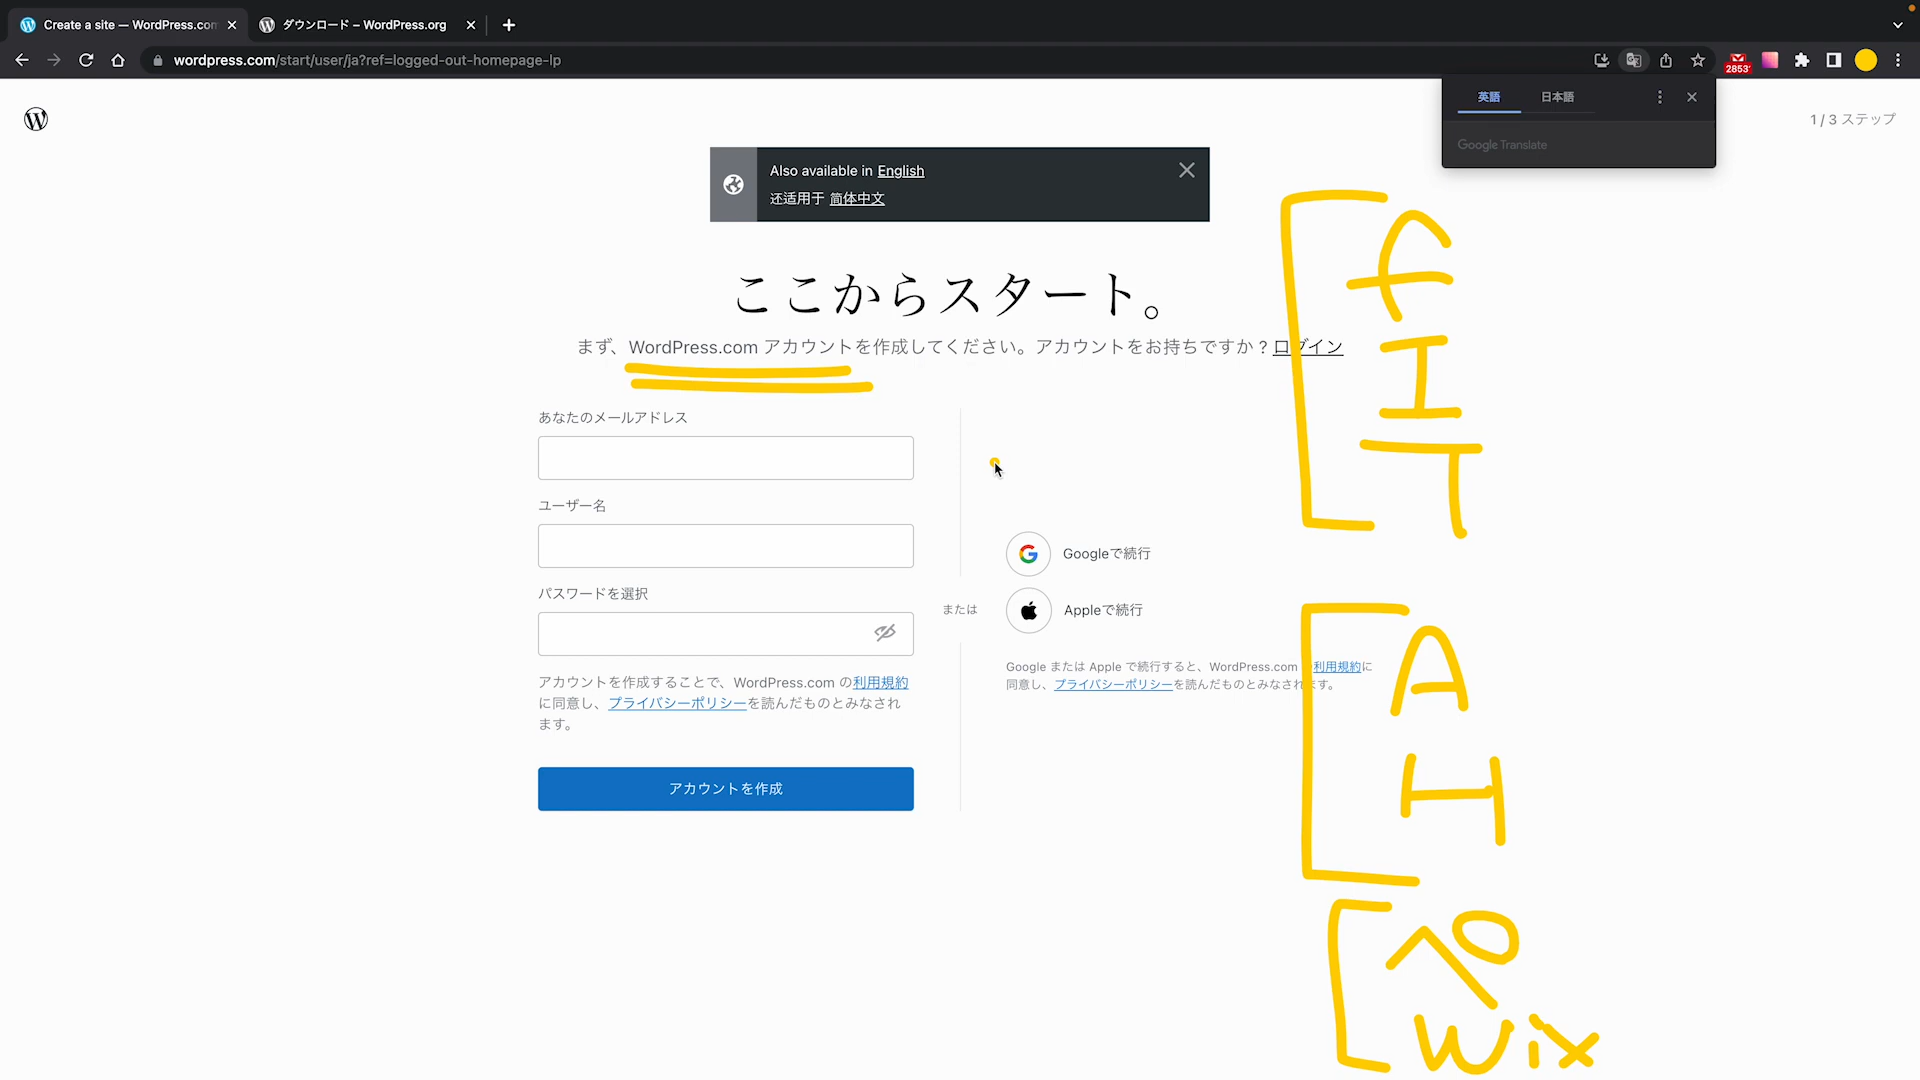 Create a site — WordPress.com
ダウンロード – WordPress.org
wordpress.com/start/user/ja?ref=logged-out-homepage-lp
2853
英語
日本語
Google Translate
1 / 3 ステップ
Also available in English
还适用于 简体中文
ここからスタート。
まず、WordPress.com アカウントを作成してください。アカウントをお持ちですか ? ログイン
あなたのメールアドレス
ユーザー名
パスワードを選択
アカウントを作成することで、WordPress.com の利用規約
に同意し、プライバシーポリシーを読んだものとみなされ
ます。
アカウントを作成
または
Googleで続行
Appleで続行
Google または Apple で続行すると、WordPress.com の利用規約に
同意し、プライバシーポリシーを読んだものとみなされます。
f
I
T
A
H
ペ
Wix